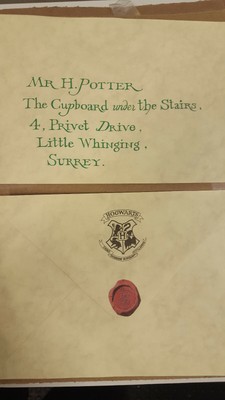 Mr H. Potter
The Cupboard under the Stairs,
4, Privet Drive,
Little Whinging,
Surrey.
HOGWARTS